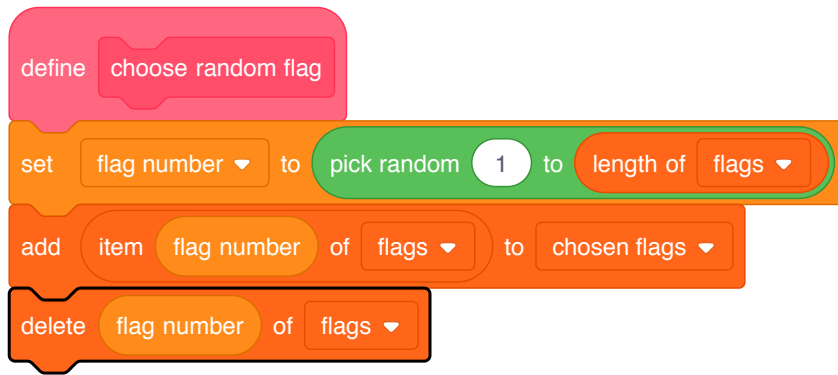 define choose random flag
set flag number to pick random 1 to length of flags
add item flag number of flags to chosen flags
delete flag number of flags